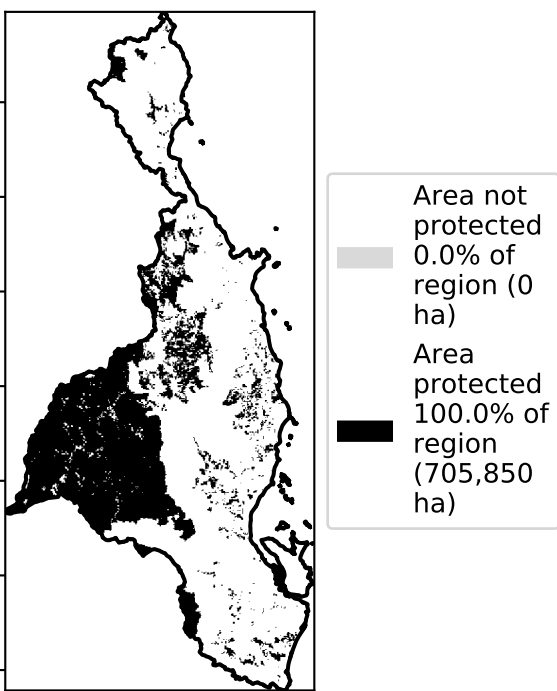 Area not
protected
0.0% of
region (0
ha)
Area
protected
100.0% of
region
(705,850
ha)